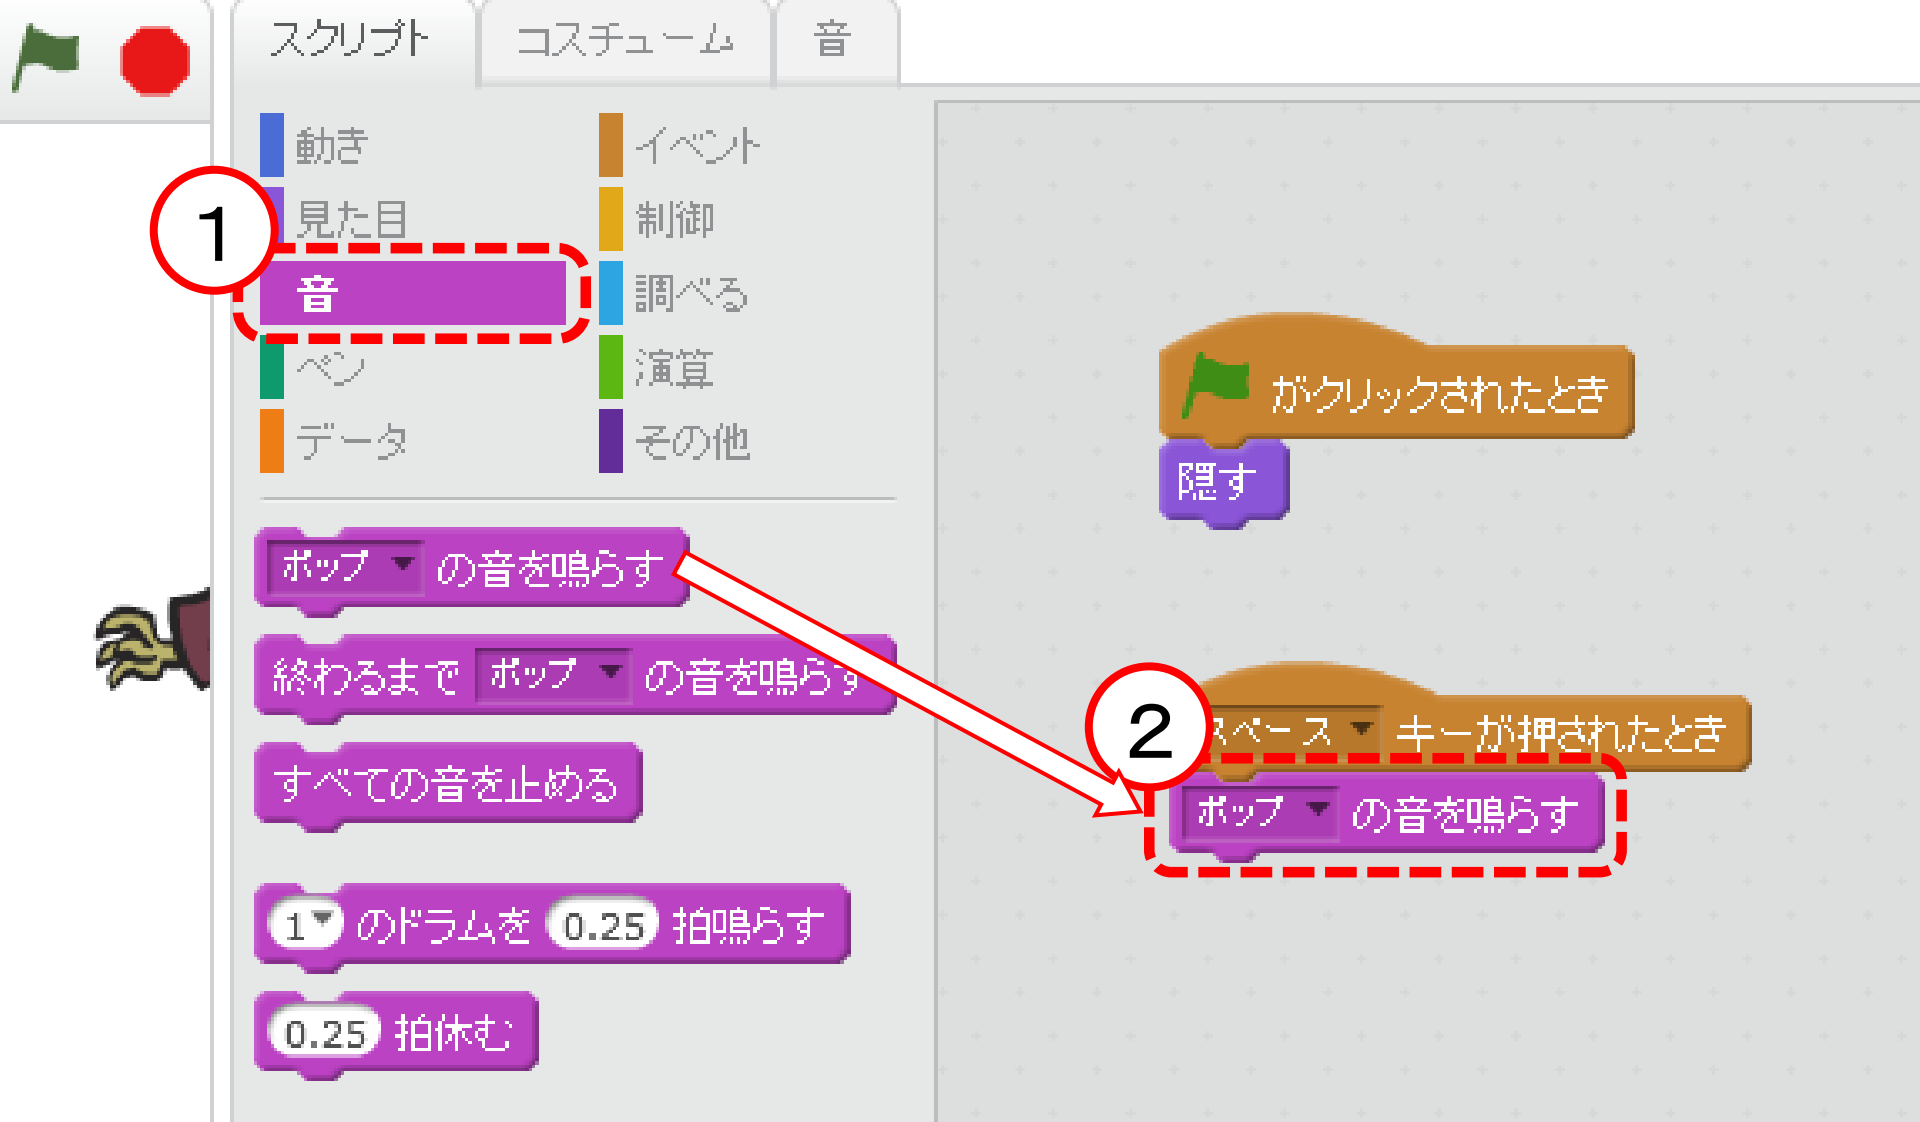 スクリプト コスチューム 音
動き イベント
見た目 制御
音 調べる
ペン 演算
データ その他
1
ポップ の音を鳴らす
終わるまで ポップ の音を鳴らす
すべての音を止める
1 のドラムを 0.25 拍鳴らす
0.25 拍休む
がクリックされたとき
隠す
2
スペース キーが押されたとき
ポップ の音を鳴らす